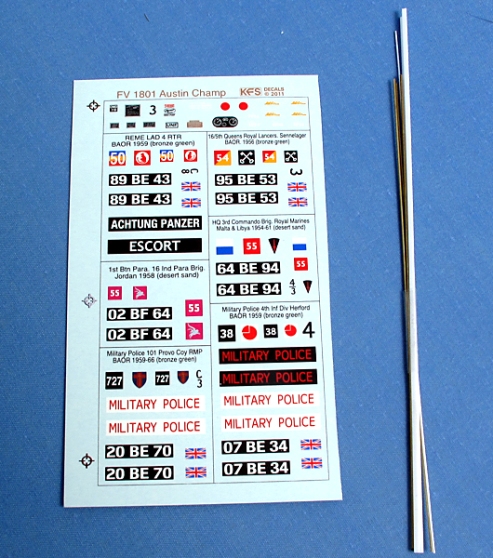 FV 1801 Austin Champ
KFS DECALS
© 2011
3
REME LAD 4 RTR
BAOR 1959 (bronze green)
50
50
C
8
89 BE 43
89 BE 43
ACHTUNG PANZER
ESCORT
16/5th Queens Royal Lancers. Sennelager
BAOR. 1956 (bronze green)
54
54
3
95 BE 53
95 BE 53
HQ 3rd Commando Brig. Royal Marines
Malta & Libya 1954-61 (desert sand)
55
55
64 BE 94
64 BE 94
4
3
1st Btn Para. 16 Ind Para Brig.
Jordan 1958 (desert sand)
55
55
02 BF 64
02 BF 64
Military Police 4th Inf Div Herford
BAOR 1959 (bronze green)
38
38
4
MILITARY POLICE
MILITARY POLICE
MILITARY POLICE
MILITARY POLICE
07 BE 34
07 BE 34
Military Police 101 Provo Coy RMP
BAOR 1959-66 (bronze green)
727
727
C
3
MILITARY POLICE
MILITARY POLICE
20 BE 70
20 BE 70